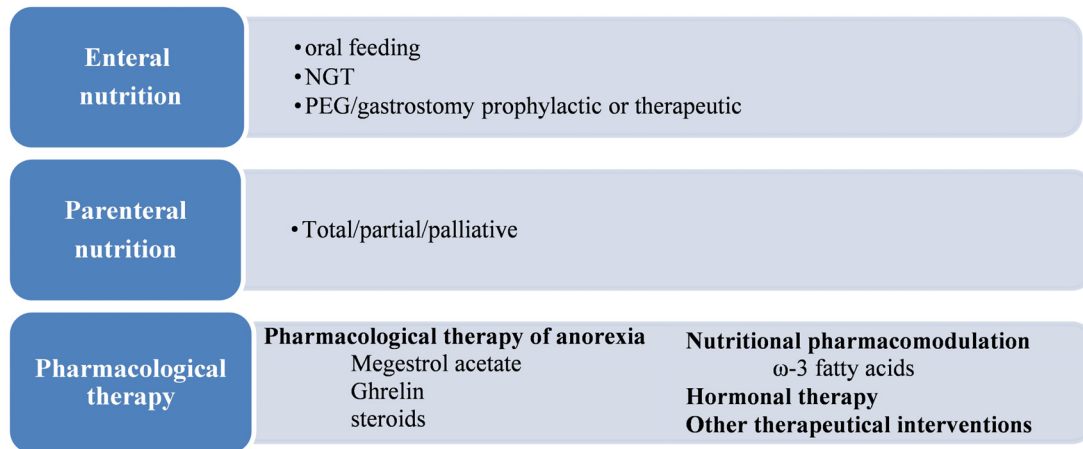 Enteral
nutrition
•oral feeding
•NGT
•PEG/gastrostomy prophylactic or therapeutic
Parenteral
nutrition
•Total/partial/palliative
Pharmacological
therapy
Pharmacological therapy of anorexia
Megestrol acetate
Ghrelin
steroids
Nutritional pharmacomodulation
ω-3 fatty acids
Hormonal therapy
Other therapeutical interventions